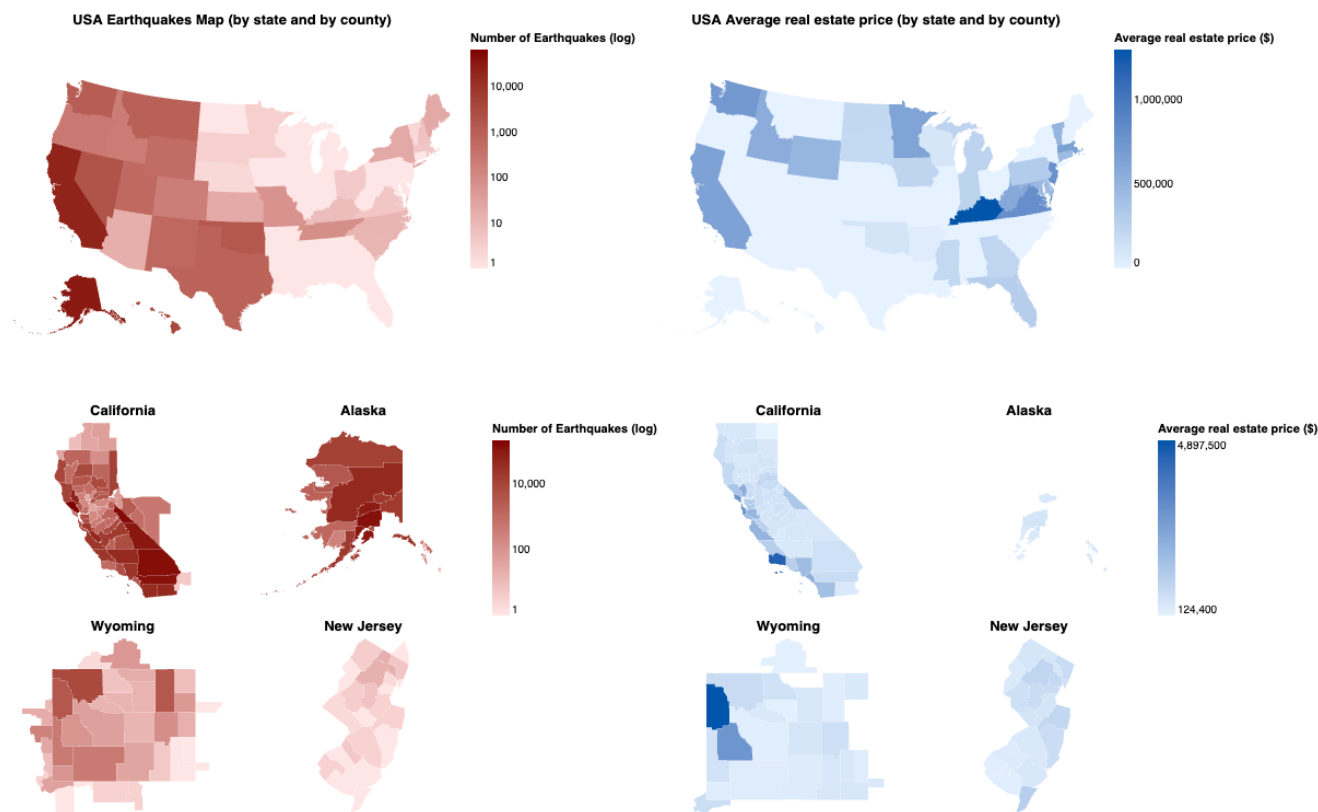 USA Earthquakes Map (by state and by county)
Number of Earthquakes (log)
10,000
1,000
100
10
1
USA Average real estate price (by state and by county)
Average real estate price ($)
1,000,000
500,000
0
California
Alaska
Number of Earthquakes (log)
10,000
100
1
Wyoming
New Jersey
California
Alaska
Average real estate price ($)
4,897,500
124,400
Wyoming
New Jersey